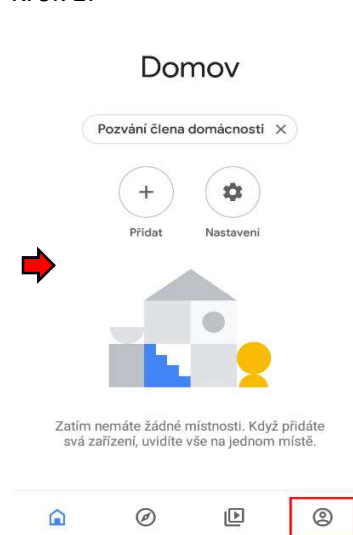 Domov
Pozvání člena domácnosti
Přidat Nastavení
Zatím nemáte žádné místnosti. Když přidáte
svá zařízení, uvidíte vše na jednom místě.